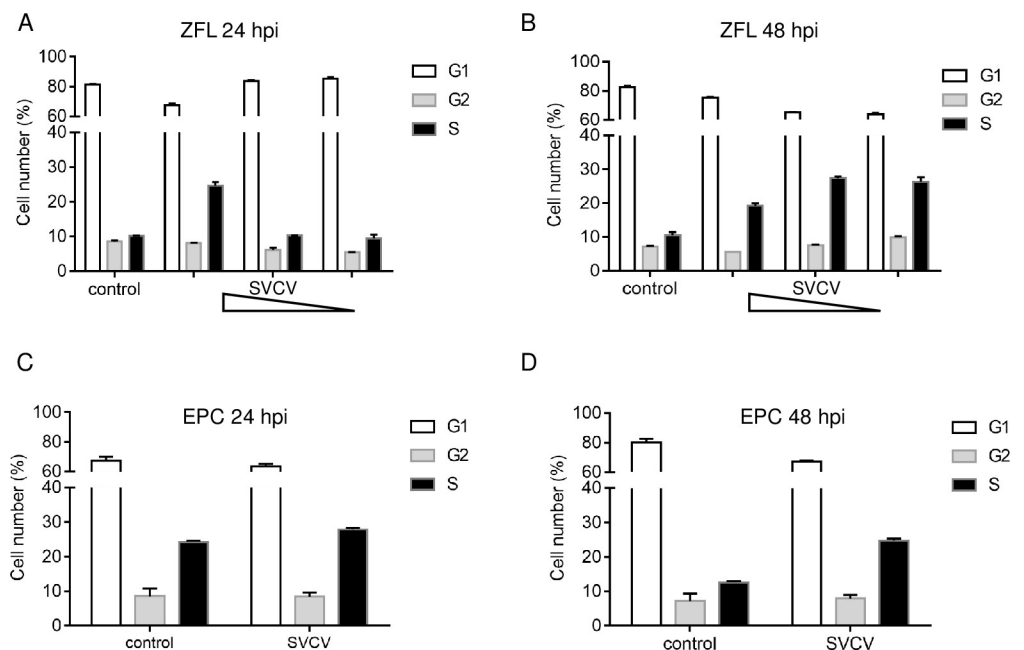 A
ZFL 24 hpi
Cell number (%)
100
80
60
40
30
20
10
0
control
SVCV
G1
G2
S
B
ZFL 48 hpi
Cell number (%)
100
80
60
40
30
20
10
0
control
SVCV
G1
G2
S
C
EPC 24 hpi
Cell number (%)
100
80
60
40
30
20
10
0
control
SVCV
G1
G2
S
D
EPC 48 hpi
Cell number (%)
100
80
60
40
30
20
10
0
control
SVCV
G1
G2
S